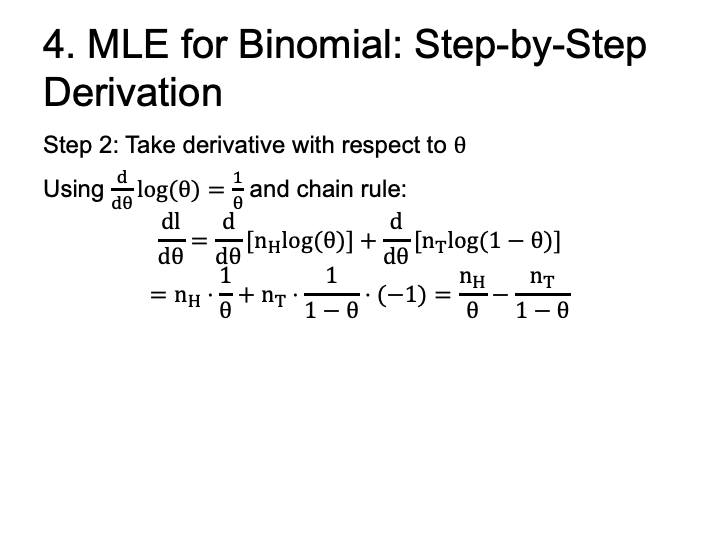 4. MLE for Binomial: Step-by-Step
Derivation
Step 2: Take derivative with respect to θ
Using d/dθ log(θ) = 1/θ and chain rule:
dl/dθ = d/dθ [n_H log(θ)] + d/dθ [n_T log(1 − θ)]
= n_H · 1/θ + n_T · 1/(1 − θ) · (−1) = n_H/θ − n_T/(1 − θ)